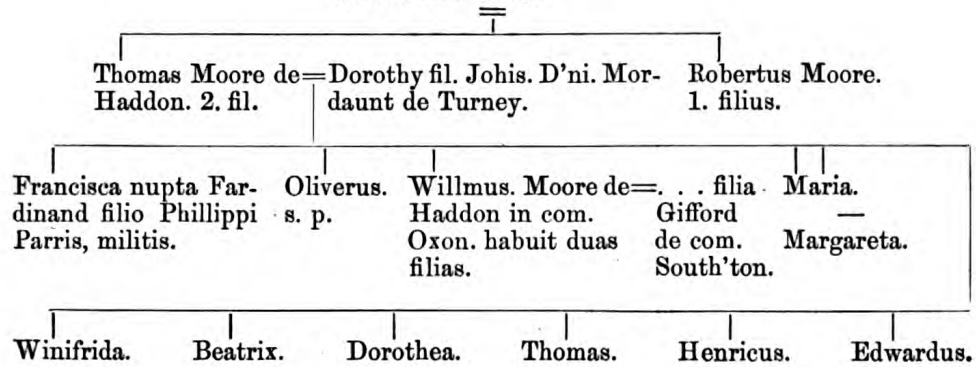 Thomas Moore de=Dorothy fil. Johis. D'ni. Mor- Robertus Moore.
Haddon. 2. fil. daunt de Turney. 1. filius.
Francisca nupta Far- Oliverus. Willmus. Moore de=. . . filia Maria.
dinand filio Phillippi s. p. Haddon in com. Gifford —
Parris, militis. Oxon. habuit duas de com. Margareta.
filias. South'ton.
Winifrida. Beatrix. Dorothea. Thomas. Henricus. Edwardus.